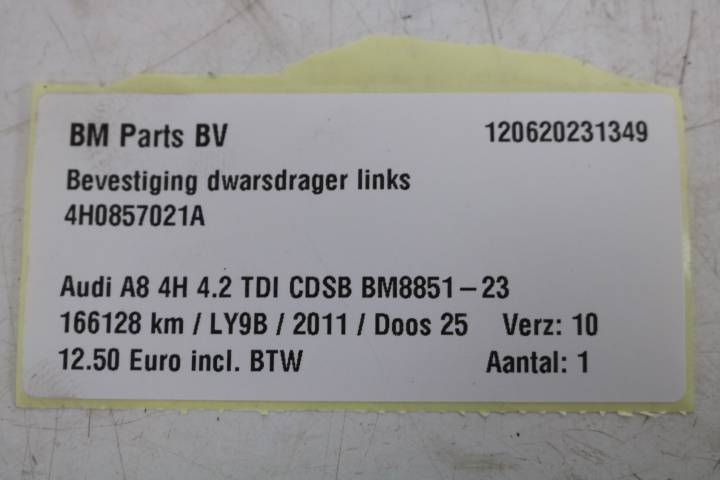 BM Parts BV 120620231349
Bevestiging dwarsdrager links
4H0857021A
Audi A8 4H 4.2 TDI CDSB BM8851-23
166128 km / LY9B / 2011 / Doos 25 Verz: 10
12.50 Euro incl. BTW Aantal: 1